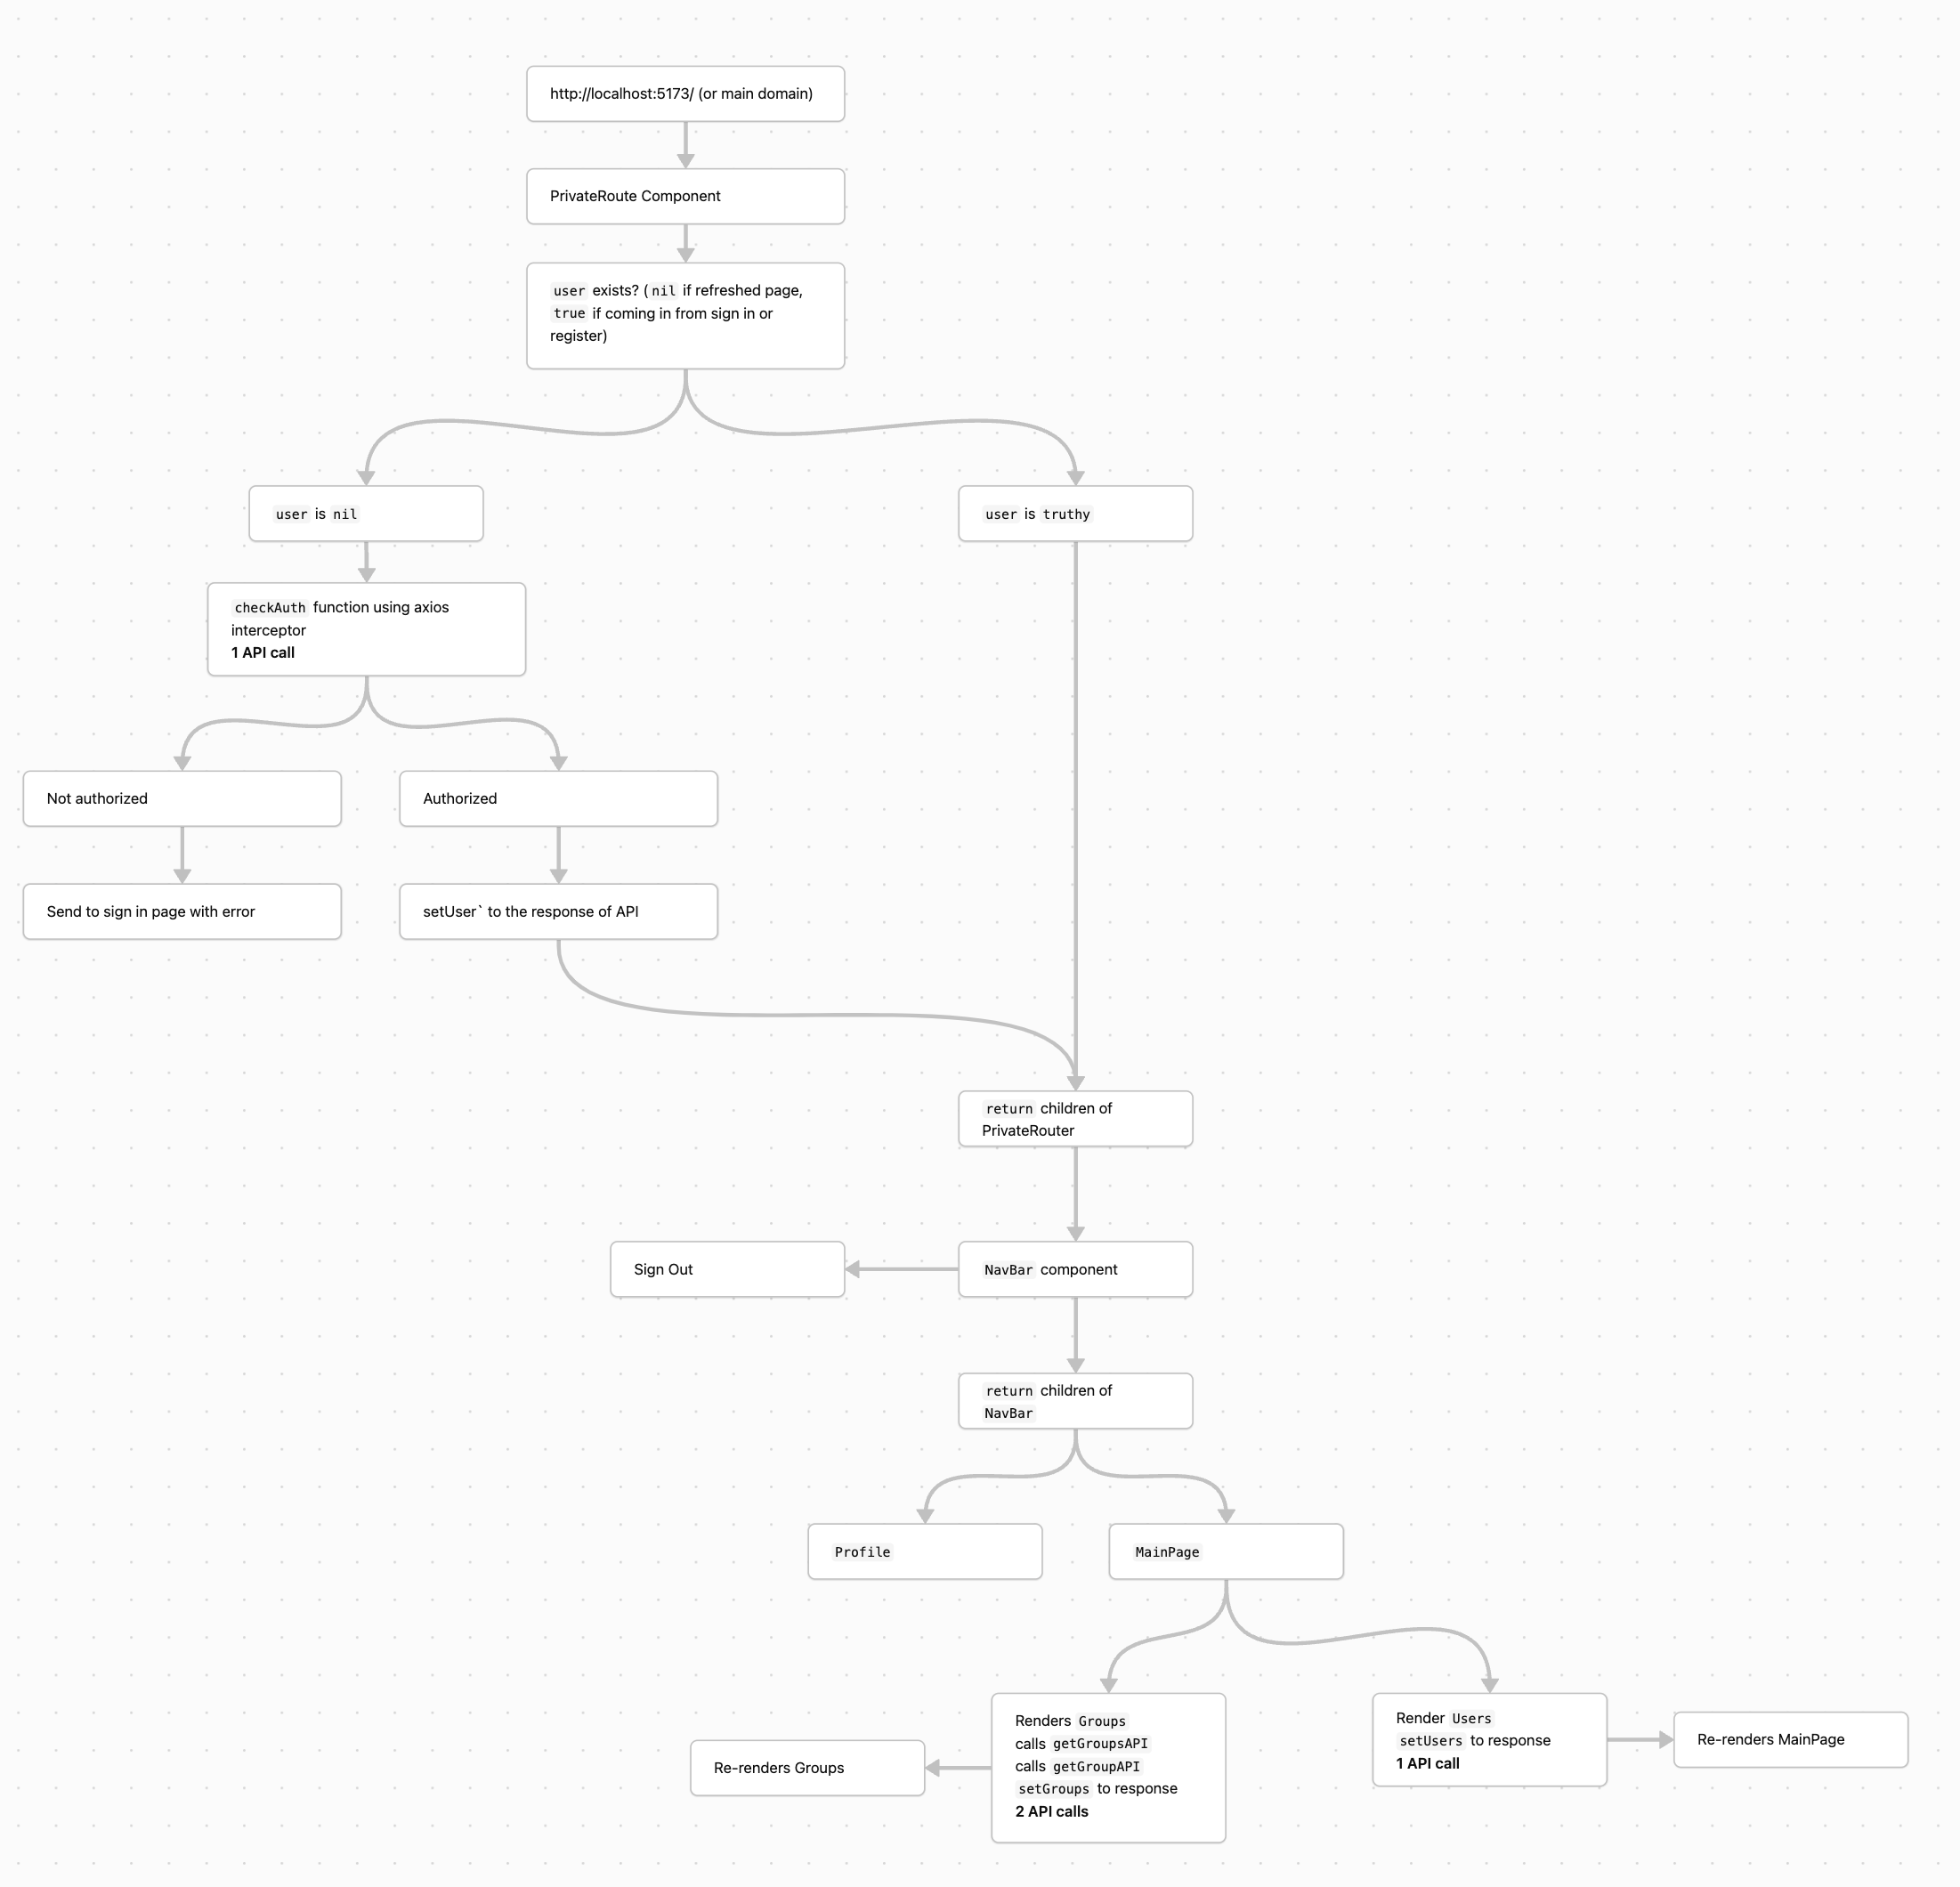 http://localhost:5173/ (or main domain)
PrivateRoute Component
user exists? ( nil if refreshed page,
true if coming in from sign in or
register)
user is nil
user is truthy
checkAuth function using axios
interceptor
1 API call
Not authorized
Authorized
Send to sign in page with error
setUser` to the response of API
return children of
PrivateRouter
Sign Out
NavBar component
return children of
NavBar
Profile
MainPage
Renders Groups
calls getGroupsAPI
calls getGroupAPI
setGroups to response
2 API calls
Render Users
setUsers to response
1 API call
Re-renders MainPage
Re-renders Groups